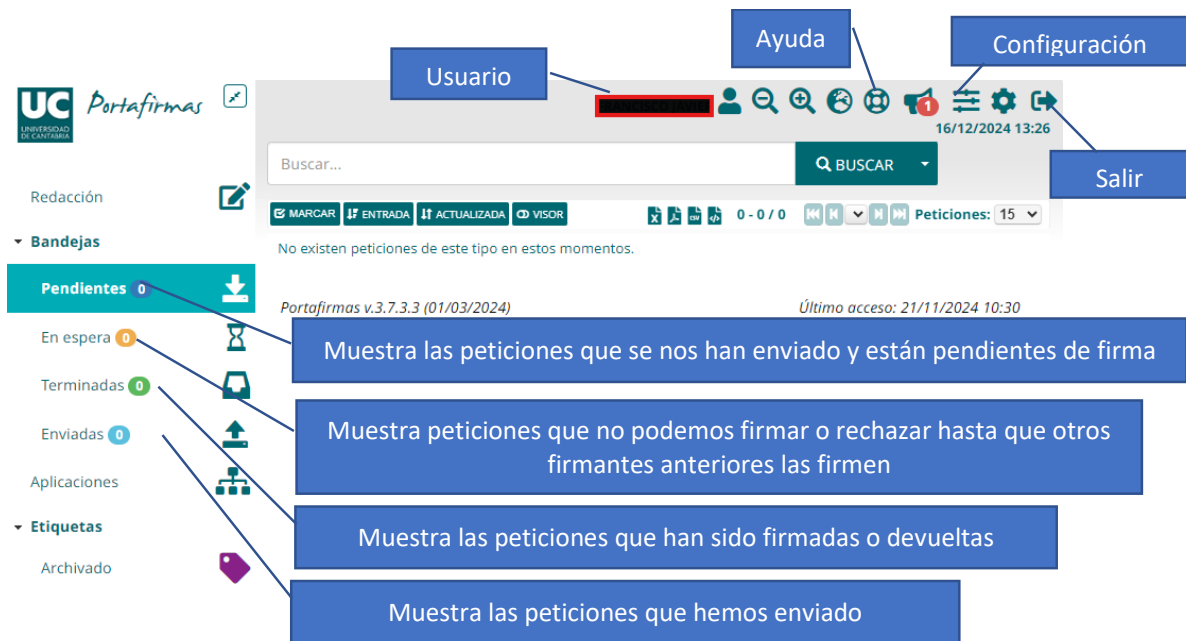 Ayuda
Configuración
Usuario
UC
UNIVERSIDAD
DE CANTABRIA
Portafirmas
1
16/12/2024 13:26
Buscar...
BUSCAR
Salir
Redacción
MARCAR ENTRADA ACTUALIZADA VISOR
0 - 0 / 0
Peticiones: 15
Bandejas
No existen peticiones de este tipo en estos momentos.
Pendientes 0
Portafirmas v.3.7.3.3 (01/03/2024)
Último acceso: 21/11/2024 10:30
En espera 0
Muestra las peticiones que se nos han enviado y están pendientes de firma
Terminadas 0
Enviadas 0
Muestra peticiones que no podemos firmar o rechazar hasta que otros
firmantes anteriores las firmen
Aplicaciones
Etiquetas
Muestra las peticiones que han sido firmadas o devueltas
Archivado
Muestra las peticiones que hemos enviado